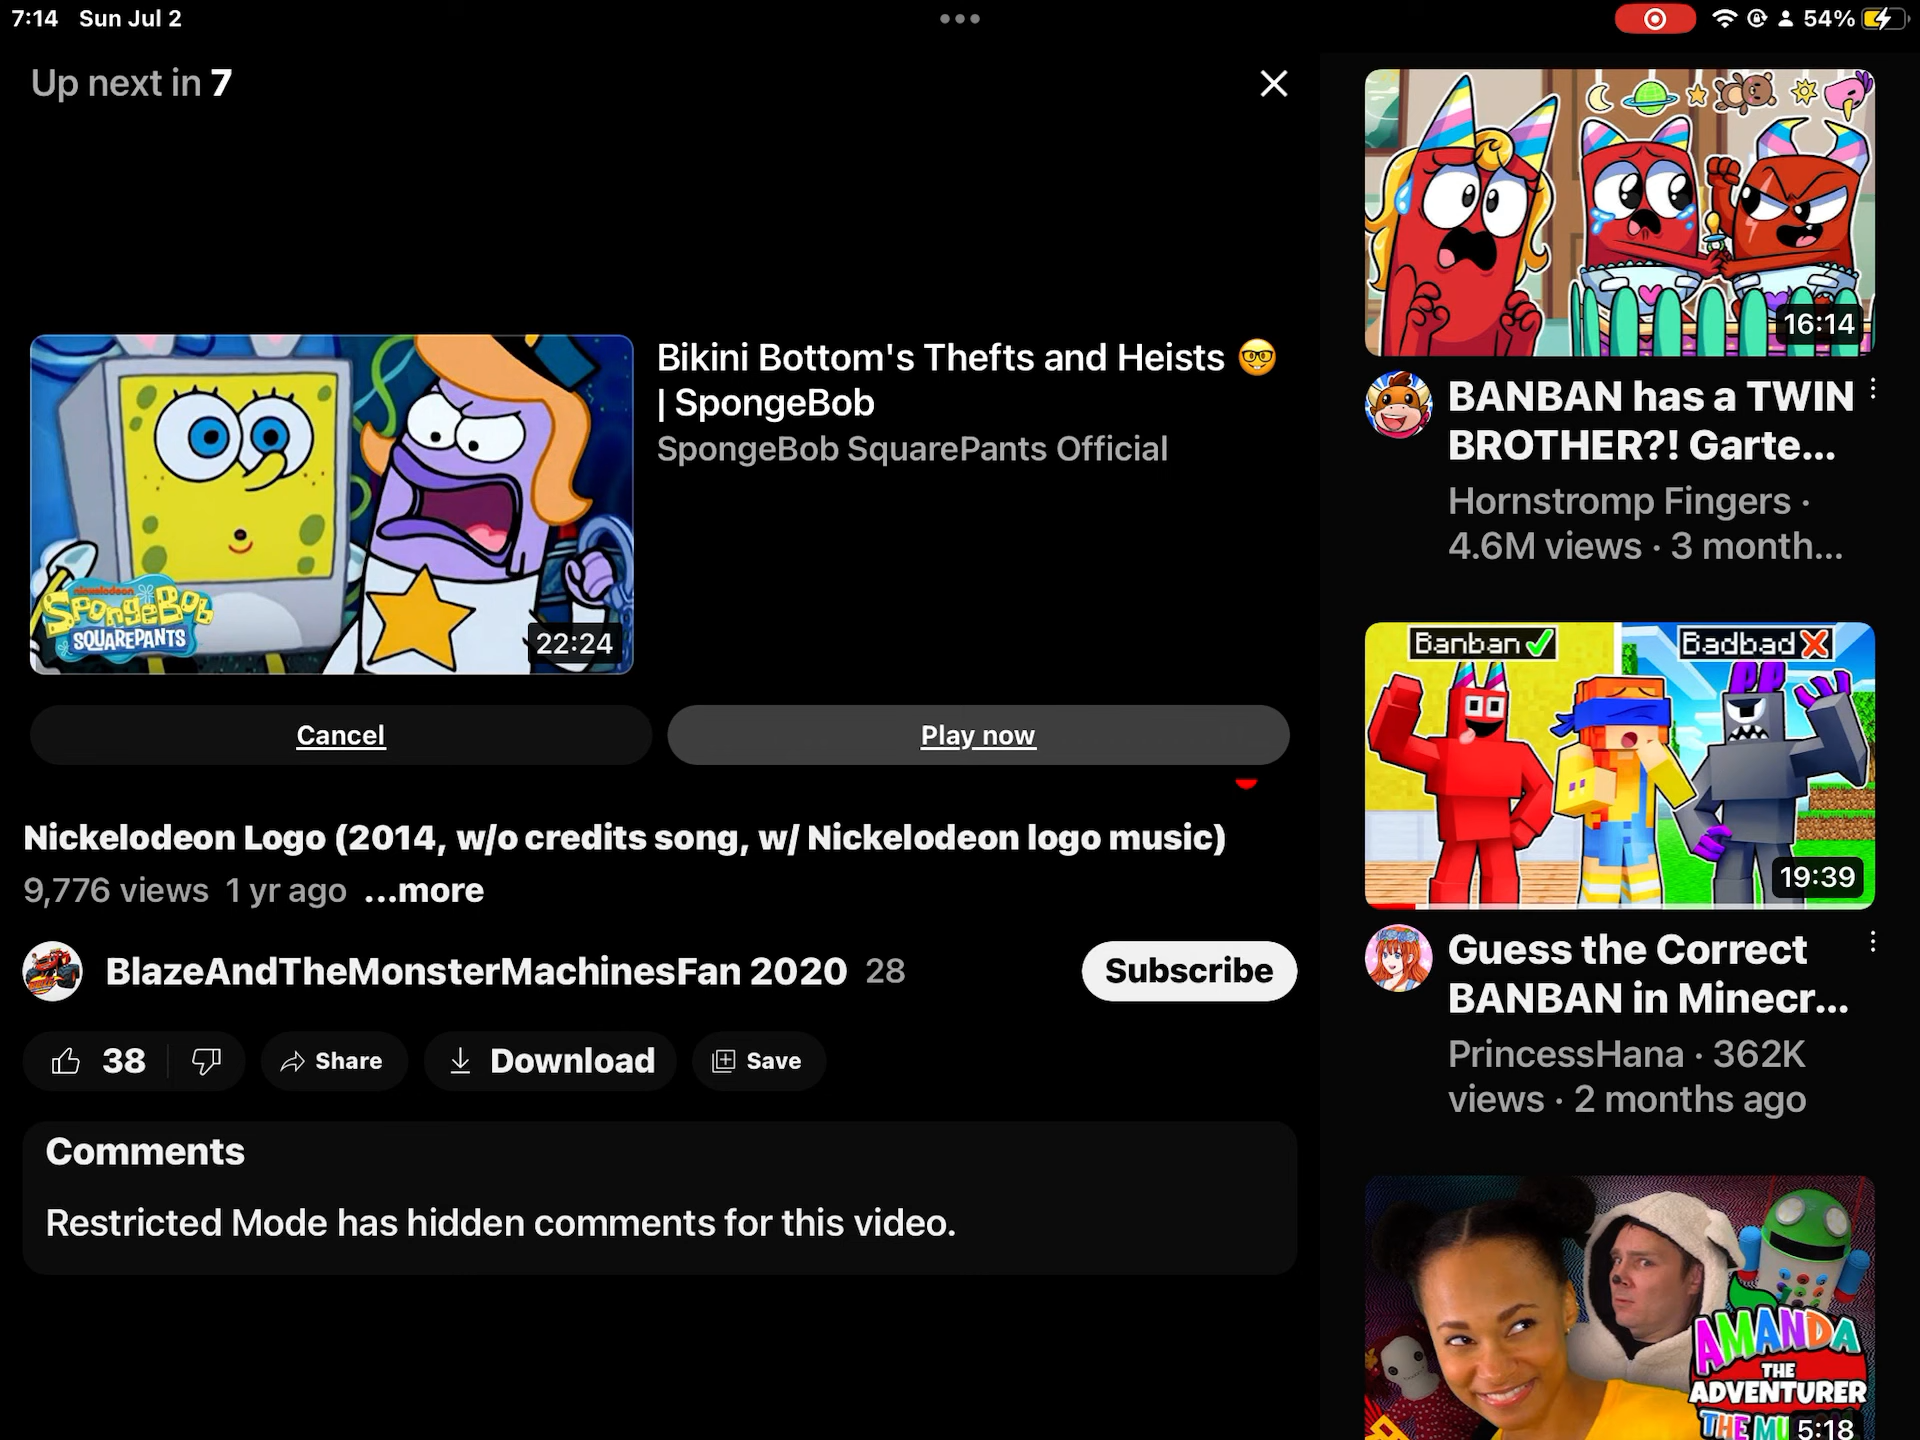 7:14 Sun Jul 2
54%
Up next in 7
nickelodeon
SPONGEBOB
SQUAREPANTS
22:24
Bikini Bottom's Thefts and Heists 🤓
| SpongeBob
SpongeBob SquarePants Official
Cancel
Play now
Nickelodeon Logo (2014, w/o credits song, w/ Nickelodeon logo music)
9,776 views 1 yr ago ...more
BlazeAndTheMonsterMachinesFan 2020 28
Subscribe
38
Share
Download
Save
Comments
Restricted Mode has hidden comments for this video.
16:14
BANBAN has a TWIN
BROTHER?! Garte...
Hornstromp Fingers ·
4.6M views · 3 month...
Banban
Badbad
19:39
Guess the Correct
BANBAN in Minecr...
PrincessHana · 362K
views · 2 months ago
AMANDA
THE
ADVENTURER
THE MU
5:18